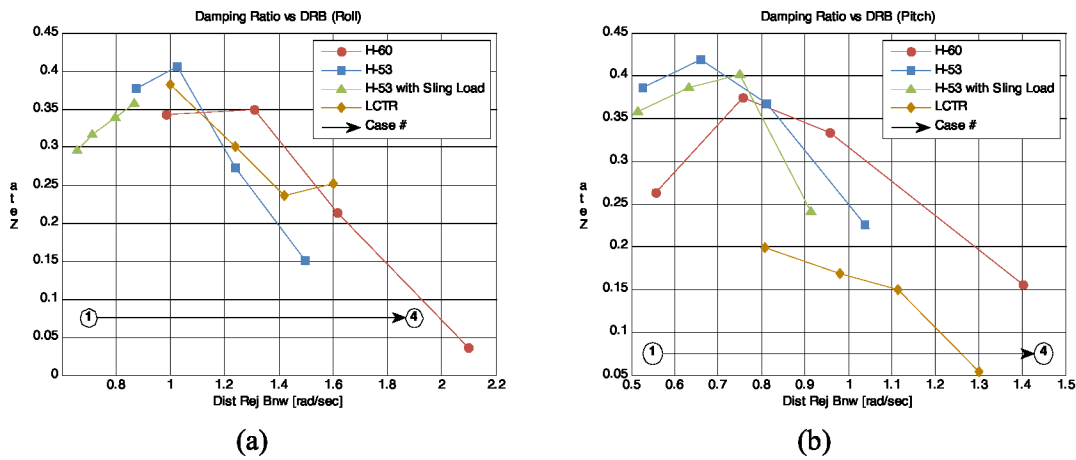 Damping Ratio vs DRB (Roll)
0.45
0.4
0.35
0.3
0.25
0.2
0.15
0.1
0.05
0
Zeta
H-60
H-53
H-53 with Sling Load
LCTR
Case #
1
4
0.8
1
1.2
1.4
1.6
1.8
2
2.2
Dist Rej Bnw [rad/sec]
(a)
Damping Ratio vs DRB (Pitch)
0.45
0.4
0.35
0.3
0.25
0.2
0.15
0.1
0.05
Zeta
H-60
H-53
H-53 with Sling Load
LCTR
Case #
1
4
0.5
0.6
0.7
0.8
0.9
1
1.1
1.2
1.3
1.4
1.5
Dist Rej Bnw [rad/sec]
(b)